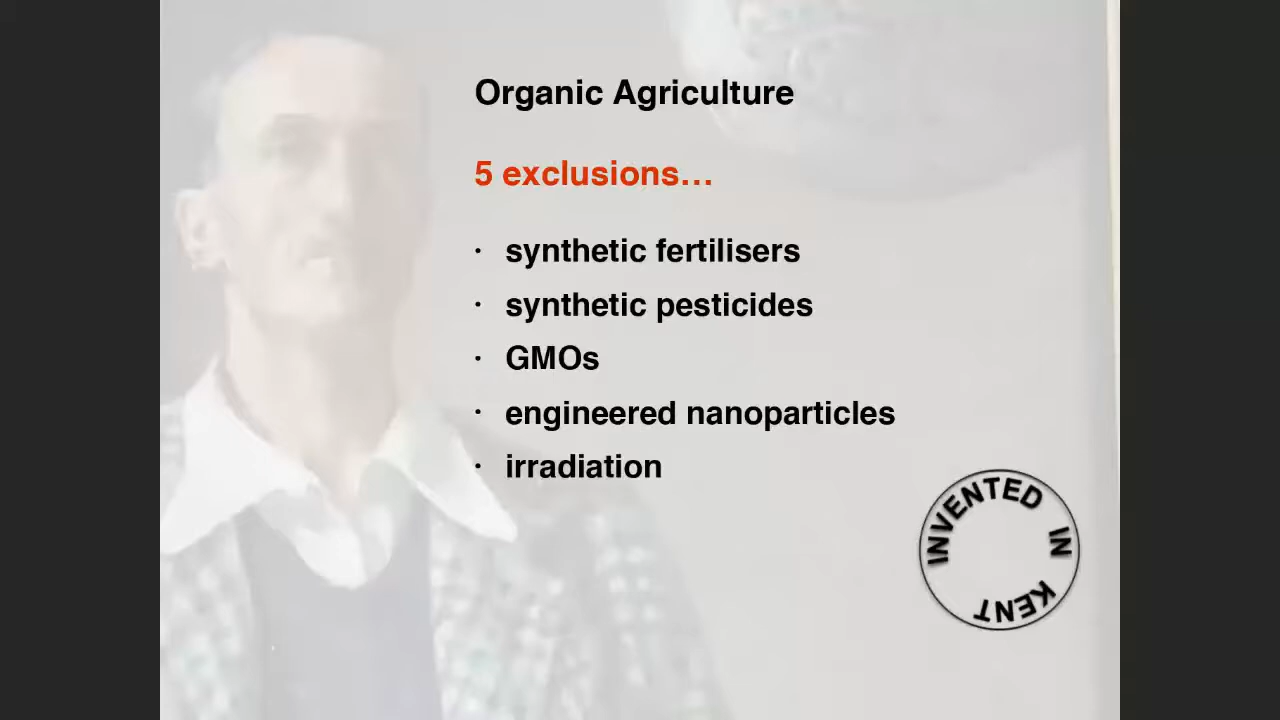 Organic Agriculture
5 exclusions…
· synthetic fertilisers
· synthetic pesticides
· GMOs
· engineered nanoparticles
· irradiation
INVENTED IN KENT